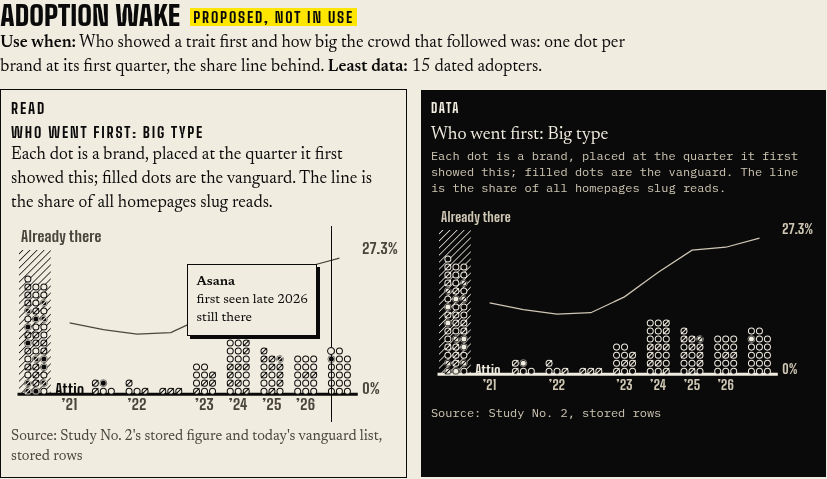 ADOPTION WAKE PROPOSED, NOT IN USE
Use when: Who showed a trait first and how big the crowd that followed was: one dot per
brand at its first quarter, the share line behind. Least data: 15 dated adopters.
READ
WHO WENT FIRST: BIG TYPE
Each dot is a brand, placed at the quarter it first
showed this; filled dots are the vanguard. The line is
the share of all homepages slug reads.
Already there
27.3%
Asana
first seen late 2026
still there
Attio
0%
'21 '22 '23 '24 '25 '26
Source: Study No. 2's stored figure and today's vanguard list,
stored rows
DATA
Who went first: Big type
Each dot is a brand, placed at the quarter it first
showed this; filled dots are the vanguard. The line
is the share of all homepages slug reads.
Already there
27.3%
Attio
0%
'21 '22 '23 '24 '25 '26
Source: Study No. 2, stored rows